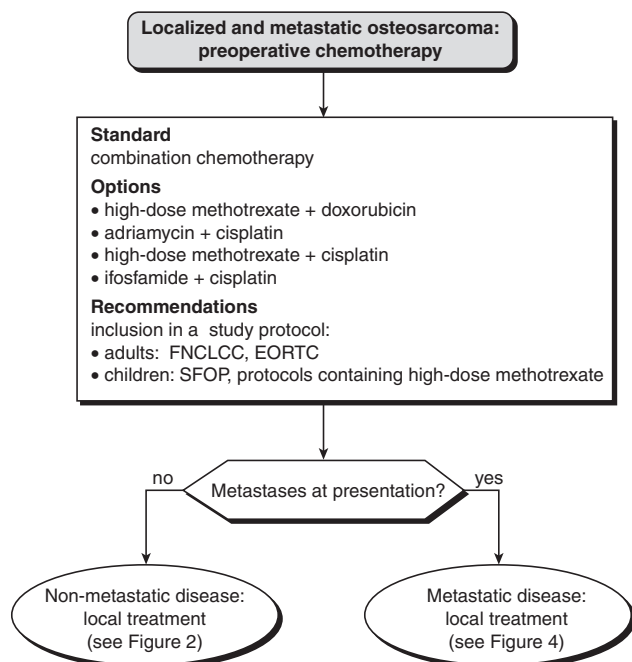 Localized and metastatic osteosarcoma:
preoperative chemotherapy
Standard
combination chemotherapy
Options
• high-dose methotrexate + doxorubicin
• adriamycin + cisplatin
• high-dose methotrexate + cisplatin
• ifosfamide + cisplatin
Recommendations
inclusion in a study protocol:
• adults: FNCLCC, EORTC
• children: SFOP, protocols containing high-dose methotrexate
no
Metastases at presentation?
yes
Non-metastatic disease:
local treatment
(see Figure 2)
Metastatic disease:
local treatment
(see Figure 4)